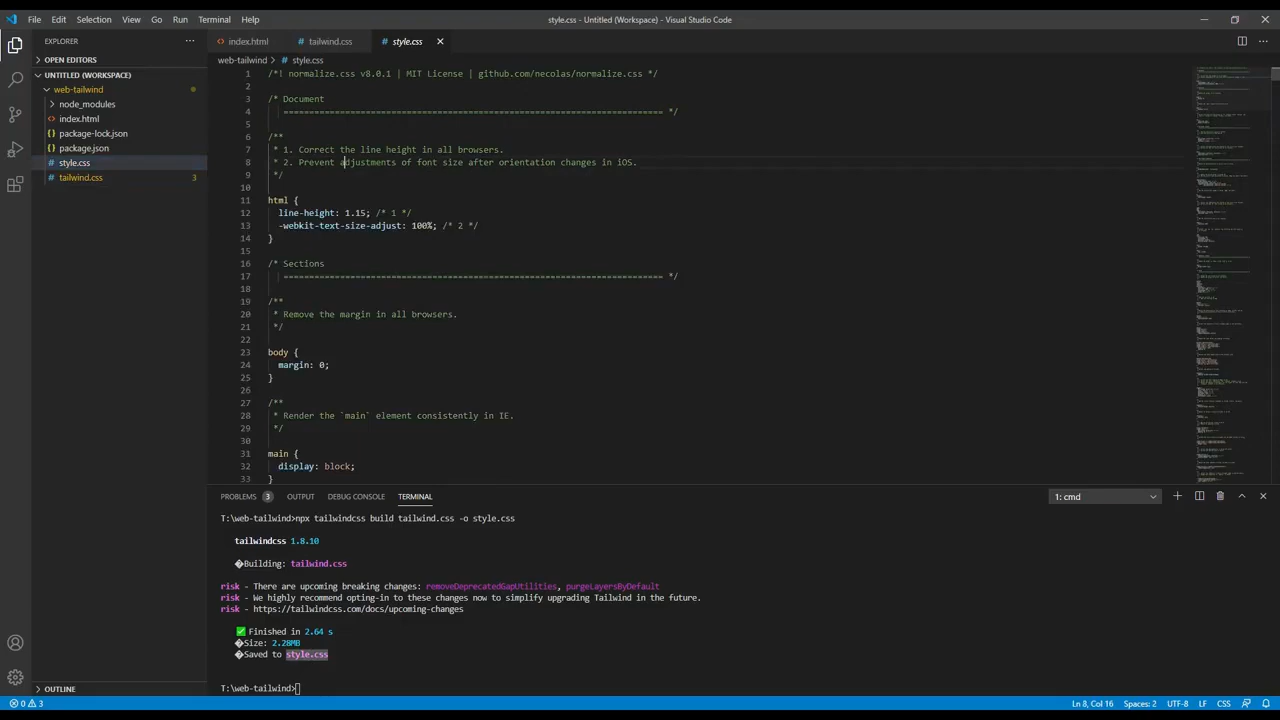 File Edit Selection View Go Run Terminal Help
style.css - Untitled (Workspace) - Visual Studio Code
EXPLORER
OPEN EDITORS
UNTITLED (WORKSPACE)
web-tailwind
node_modules
index.html
package-lock.json
package.json
style.css
tailwind.css 3
OUTLINE
index.html tailwind.css style.css
web-tailwind > style.css
1 /*! normalize.css v8.0.1 | MIT License | github.com/necolas/normalize.css */
2
3 /* Document
4 ========================================================================== */
5
6 /**
7 * 1. Correct the line height in all browsers.
8 * 2. Prevent adjustments of font size after orientation changes in iOS.
9 */
10
11 html {
12 line-height: 1.15; /* 1 */
13 -webkit-text-size-adjust: 100%; /* 2 */
14 }
15
16 /* Sections
17 ========================================================================== */
18
19 /**
20 * Remove the margin in all browsers.
21 */
22
23 body {
24 margin: 0;
25 }
26
27 /**
28 * Render the `main` element consistently in IE.
29 */
30
31 main {
32 display: block;
33 }
PROBLEMS 3 OUTPUT DEBUG CONSOLE TERMINAL
1: cmd
T:\web-tailwind>npx tailwindcss build tailwind.css -o style.css
tailwindcss 1.8.10
�Building: tailwind.css
risk - There are upcoming breaking changes: removeDeprecatedGapUtilities, purgeLayersByDefault
risk - We highly recommend opting-in to these changes now to simplify upgrading Tailwind in the future.
risk - https://tailwindcss.com/docs/upcoming-changes
✅ Finished in 2.64 s
�Size: 2.28MB
�Saved to style.css
T:\web-tailwind>
0 3
Ln 8, Col 16 Spaces: 2 UTF-8 LF CSS